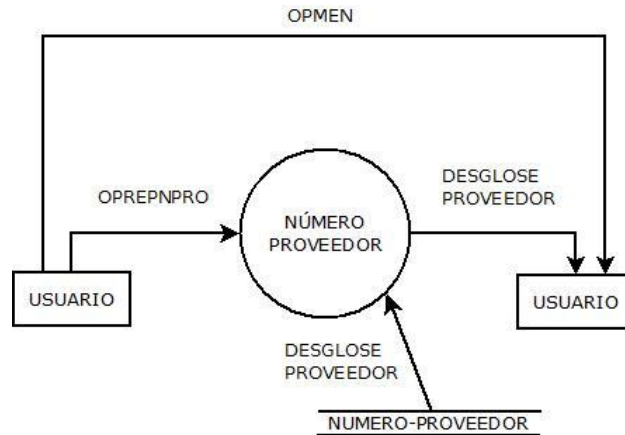 OPMEN
OPREPNPRO
DESGLOSE
PROVEEDOR
NÚMERO
PROVEEDOR
USUARIO
USUARIO
DESGLOSE
PROVEEDOR
NUMERO-PROVEEDOR